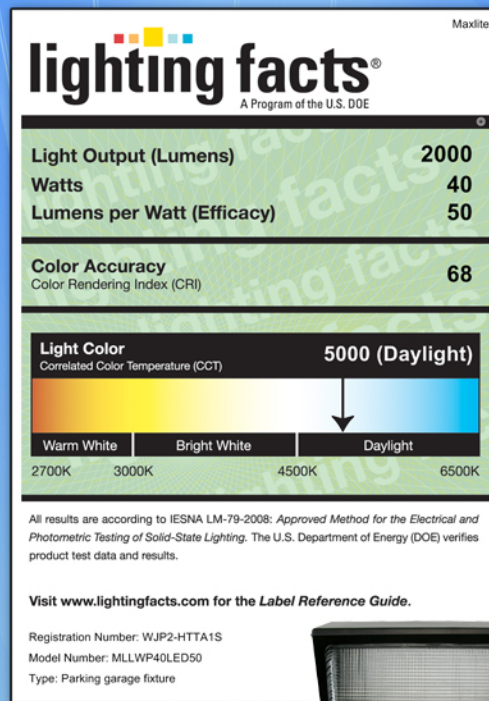 Maxlite
lighting facts®
A Program of the U.S. DOE
Light Output (Lumens) 2000
Watts 40
Lumens per Watt (Efficacy) 50
Color Accuracy
Color Rendering Index (CRI) 68
Light Color
Correlated Color Temperature (CCT) 5000 (Daylight)
Warm White Bright White Daylight
2700K 3000K 4500K 6500K
All results are according to IESNA LM-79-2008: Approved Method for the Electrical and
Photometric Testing of Solid-State Lighting. The U.S. Department of Energy (DOE) verifies
product test data and results.
Visit www.lightingfacts.com for the Label Reference Guide.
Registration Number: WJP2-HTTA1S
Model Number: MLLWP40LED50
Type: Parking garage fixture